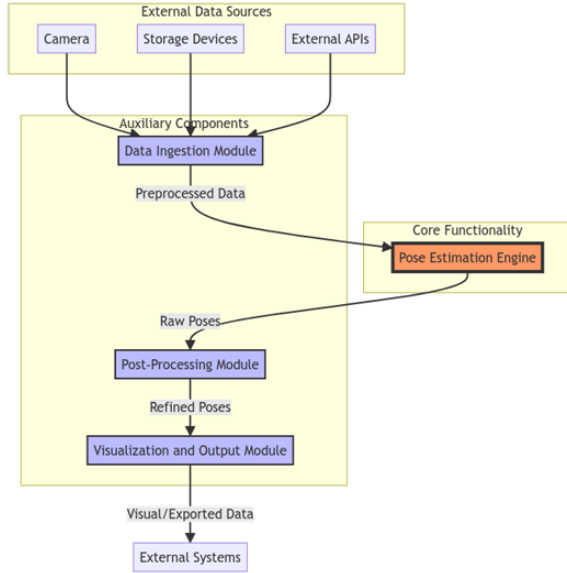 External Data Sources
Camera
Storage Devices
External APIs
Auxiliary Components
Data Ingestion Module
Preprocessed Data
Core Functionality
Pose Estimation Engine
Raw Poses
Post-Processing Module
Refined Poses
Visualization and Output Module
Visual/Exported Data
External Systems